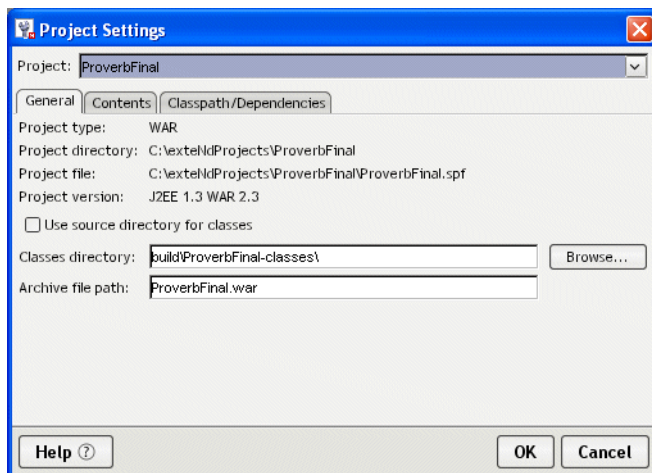 Project Settings
Project: ProverbFinal
General Contents Classpath/Dependencies
Project type: WAR
Project directory: C:\exteNdProjects\ProverbFinal
Project file: C:\exteNdProjects\ProverbFinal\ProverbFinal.spf
Project version: J2EE 1.3 WAR 2.3
Use source directory for classes
Classes directory: build\ProverbFinal-classes\ Browse...
Archive file path: ProverbFinal.war
Help ? OK Cancel